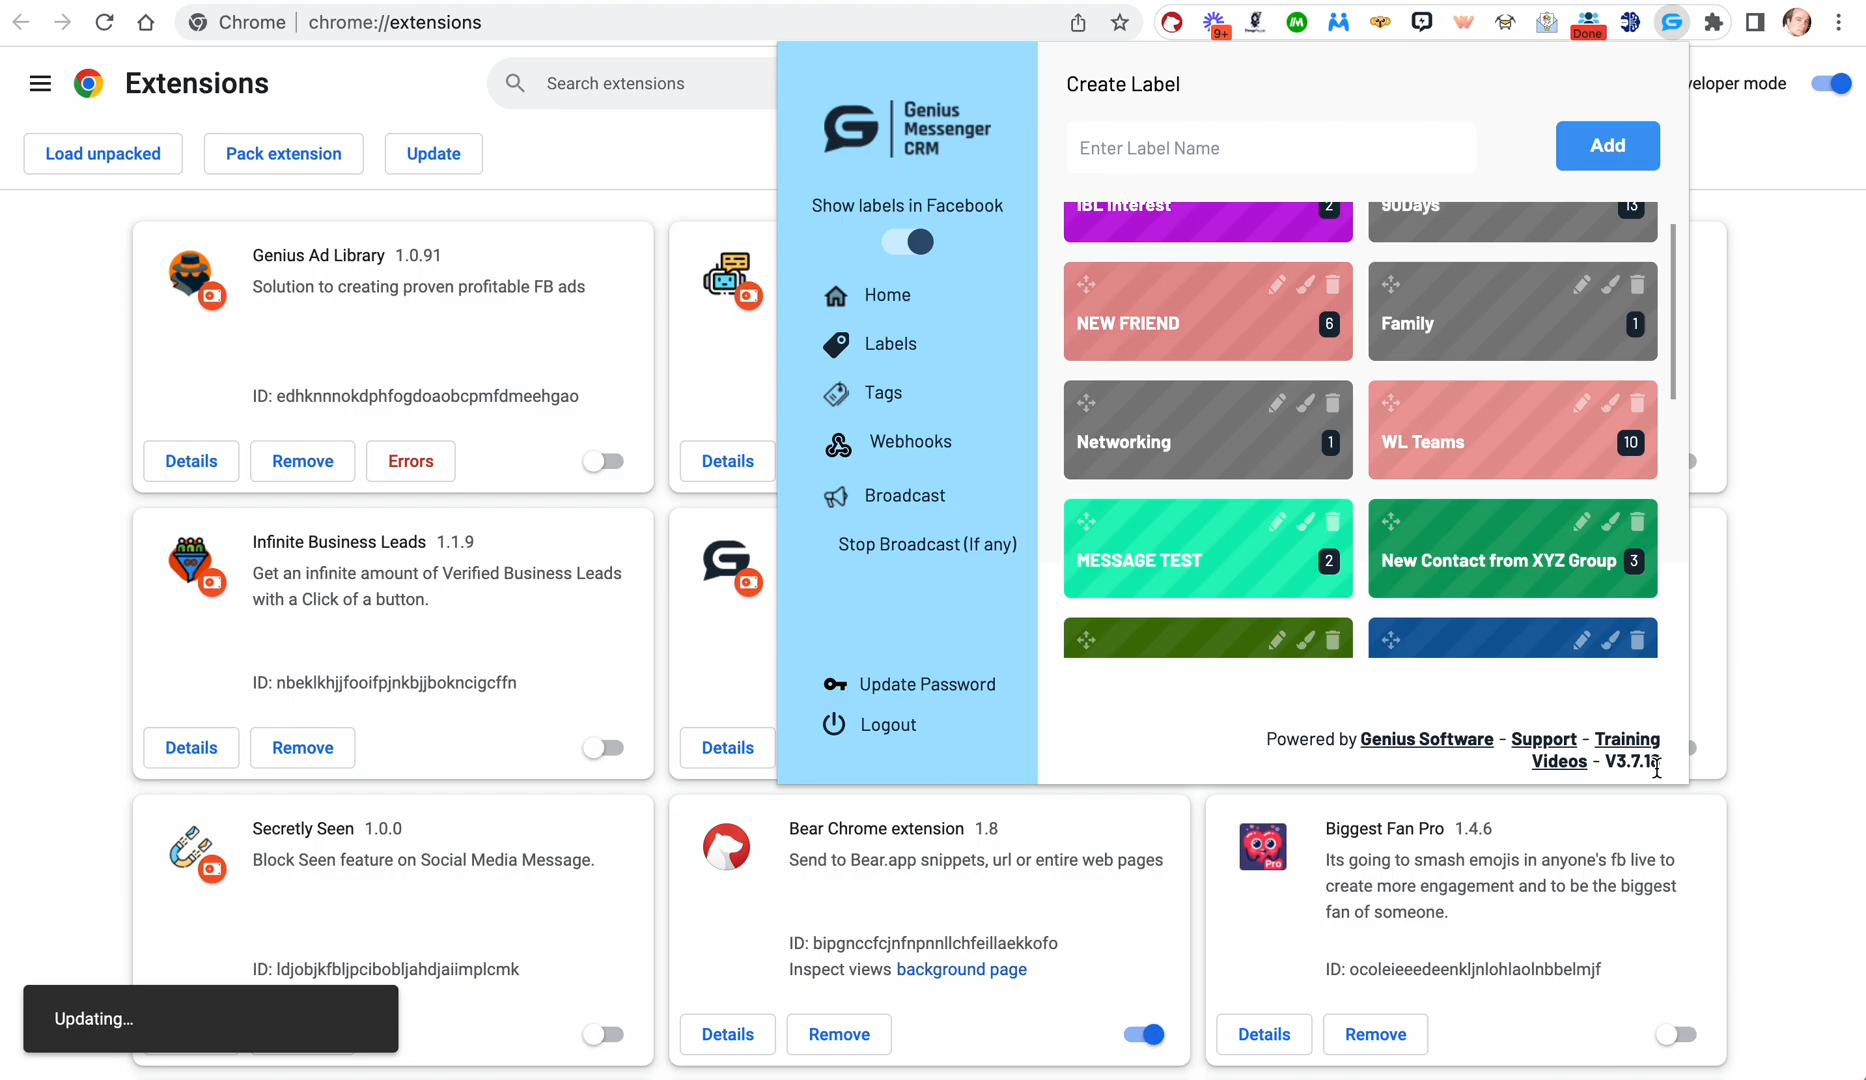 Chrome | chrome://extensions
9+
Done
Extensions
Search extensions
veloper mode
Load unpacked
Pack extension
Update
Genius Ad Library 1.0.91
Solution to creating proven profitable FB ads
ID: edhknnnokdphfogdoaobcpmfdmeehgao
Details
Remove
Errors
Details
Infinite Business Leads 1.1.9
Get an infinite amount of Verified Business Leads
with a Click of a button.
ID: nbeklkhjjfooifpjnkbjjbokncigcffn
Details
Remove
Details
Secretly Seen 1.0.0
Block Seen feature on Social Media Message.
ID: ldjobjkfbljpcibobljahdjaiimplcmk
Updating...
Bear Chrome extension 1.8
Send to Bear.app snippets, url or entire web pages
ID: bipgnccfcjnfnpnnllchfeillaekkofo
Inspect views background page
Details
Remove
Biggest Fan Pro 1.4.6
Its going to smash emojis in anyone's fb live to
create more engagement and to be the biggest
fan of someone.
ID: ocoleieeedeenkljnlohlaolnbbelmjf
Details
Remove
Pro
Genius
Messenger
CRM
Show labels in Facebook
Home
Labels
Tags
Webhooks
Broadcast
Stop Broadcast (If any)
Update Password
Logout
Create Label
Enter Label Name
Add
IBL Interest 2
90Days 13
NEW FRIEND 6
Family 1
Networking 1
WL Teams 10
MESSAGE TEST 2
New Contact from XYZ Group 3
Powered by Genius Software - Support - Training
Videos -